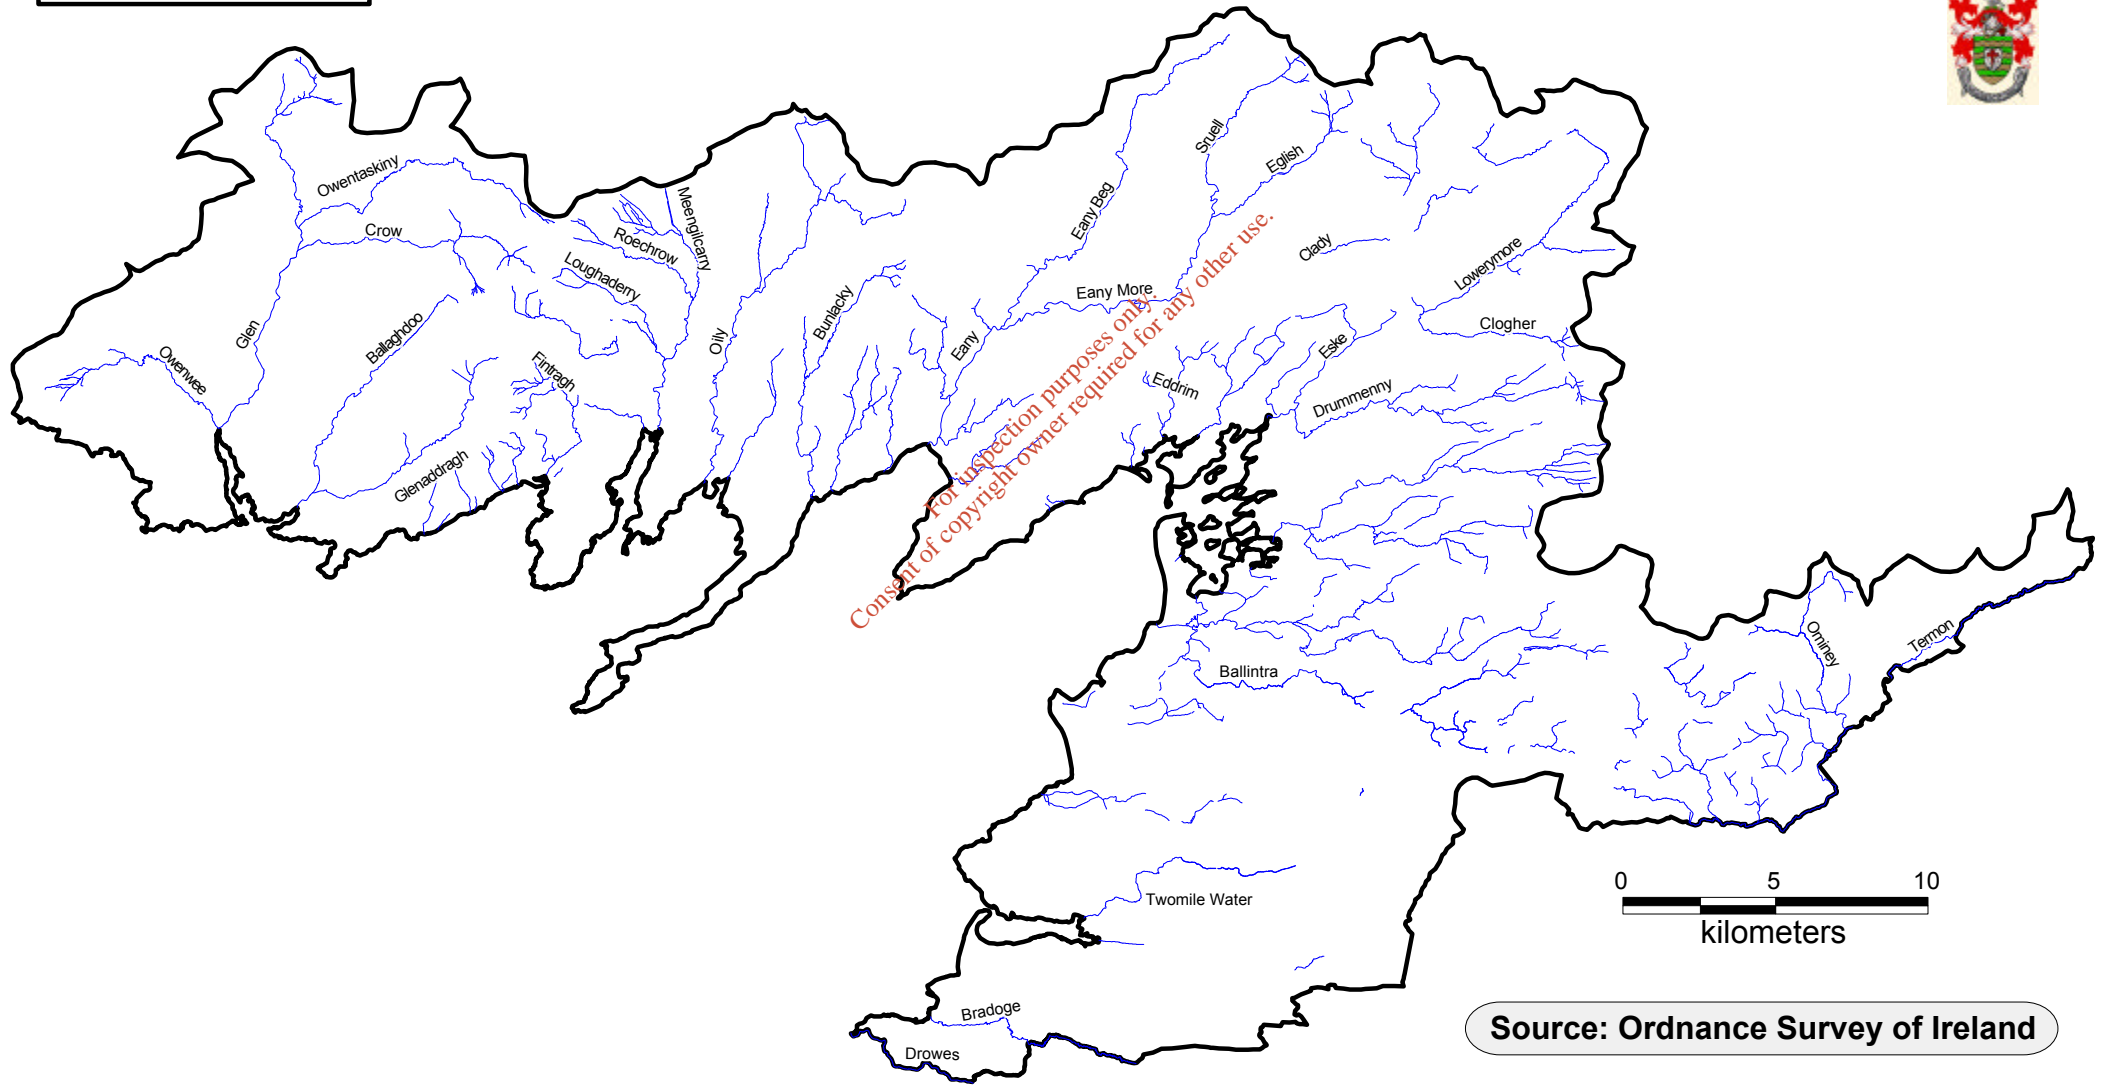 Owentaskiny
Crow
Glen
Owenwee
Ballaghdoo
Glenaddragh
Fintragh
Loughaderry
Roechrow
Meengilcarry
Oily
Bunlacky
Eany
Eany Beg
Eany More
Sruell
Eglish
Clady
Lowerymore
Clogher
Eske
Eddrim
Drummenny
For inspection purposes only.
Consent of copyright owner required for any other use.
Ballintra
Ominey
Termon
Twomile Water
Bradoge
Drowes
0 5 10
kilometers
Source: Ordnance Survey of Ireland